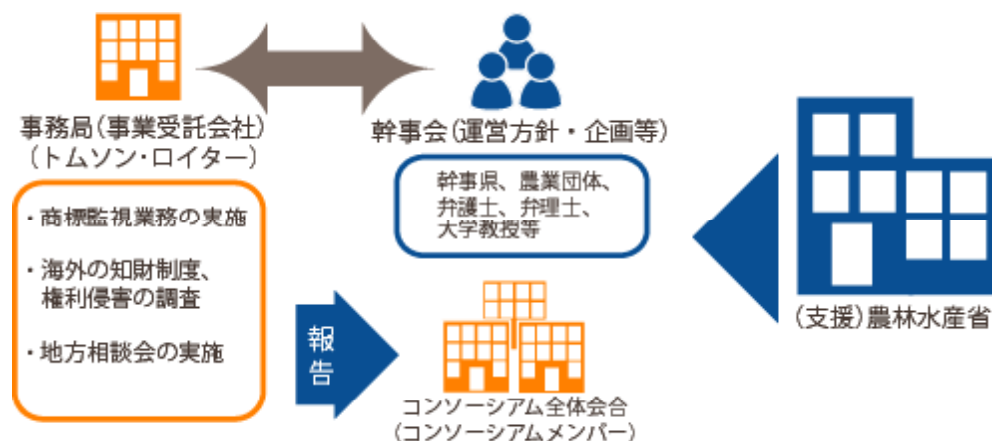 事務局(事業受託会社)
(トムソン・ロイター)
・商標監視業務の実施
・海外の知財制度、
権利侵害の調査
・地方相談会の実施
幹事会(運営方針・企画等)
幹事県、農業団体、
弁護士、弁理士、
大学教授等
報告
コンソーシアム全体会合
(コンソーシアムメンバー)
(支援)農林水産省